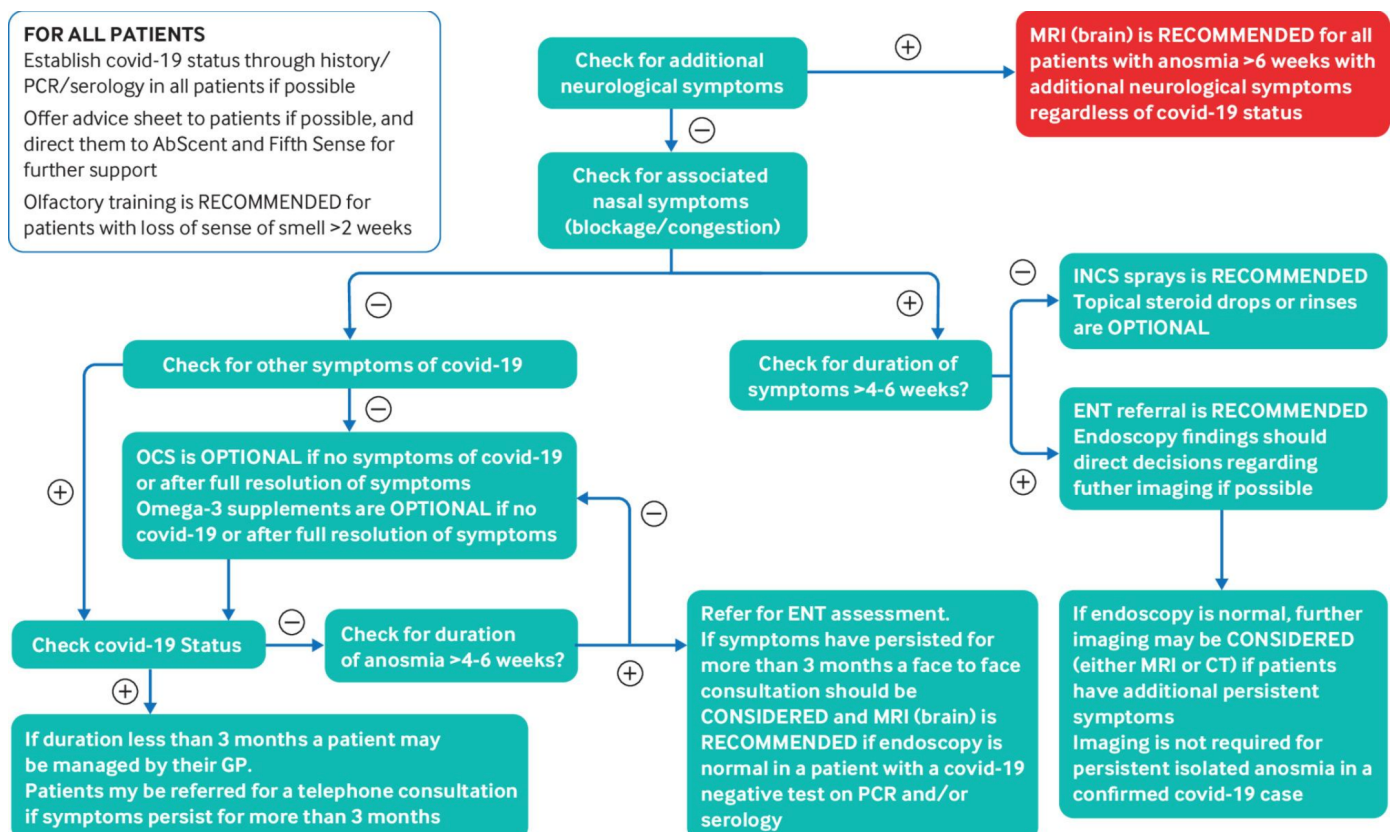 FOR ALL PATIENTS
Establish covid-19 status through history/
PCR/serology in all patients if possible
Offer advice sheet to patients if possible, and
direct them to AbScent and Fifth Sense for
further support
Olfactory training is RECOMMENDED for
patients with loss of sense of smell >2 weeks
Check for additional
neurological symptoms
+
MRI (brain) is RECOMMENDED for all
patients with anosmia >6 weeks with
additional neurological symptoms
regardless of covid-19 status
−
Check for associated
nasal symptoms
(blockage/congestion)
−
+
Check for other symptoms of covid-19
Check for duration of
symptoms >4-6 weeks?
−
INCS sprays is RECOMMENDED
Topical steroid drops or rinses
are OPTIONAL
+
ENT referral is RECOMMENDED
Endoscopy findings should
direct decisions regarding
futher imaging if possible
−
+
OCS is OPTIONAL if no symptoms of covid-19
or after full resolution of symptoms
Omega-3 supplements are OPTIONAL if no
covid-19 or after full resolution of symptoms
−
Check covid-19 Status
−
Check for duration
of anosmia >4-6 weeks?
+
Refer for ENT assessment.
If symptoms have persisted for
more than 3 months a face to face
consultation should be
CONSIDERED and MRI (brain) is
RECOMMENDED if endoscopy is
normal in a patient with a covid-19
negative test on PCR and/or
serology
If endoscopy is normal, further
imaging may be CONSIDERED
(either MRI or CT) if patients
have additional persistent
symptoms
Imaging is not required for
persistent isolated anosmia in a
confirmed covid-19 case
+
If duration less than 3 months a patient may
be managed by their GP.
Patients my be referred for a telephone consultation
if symptoms persist for more than 3 months